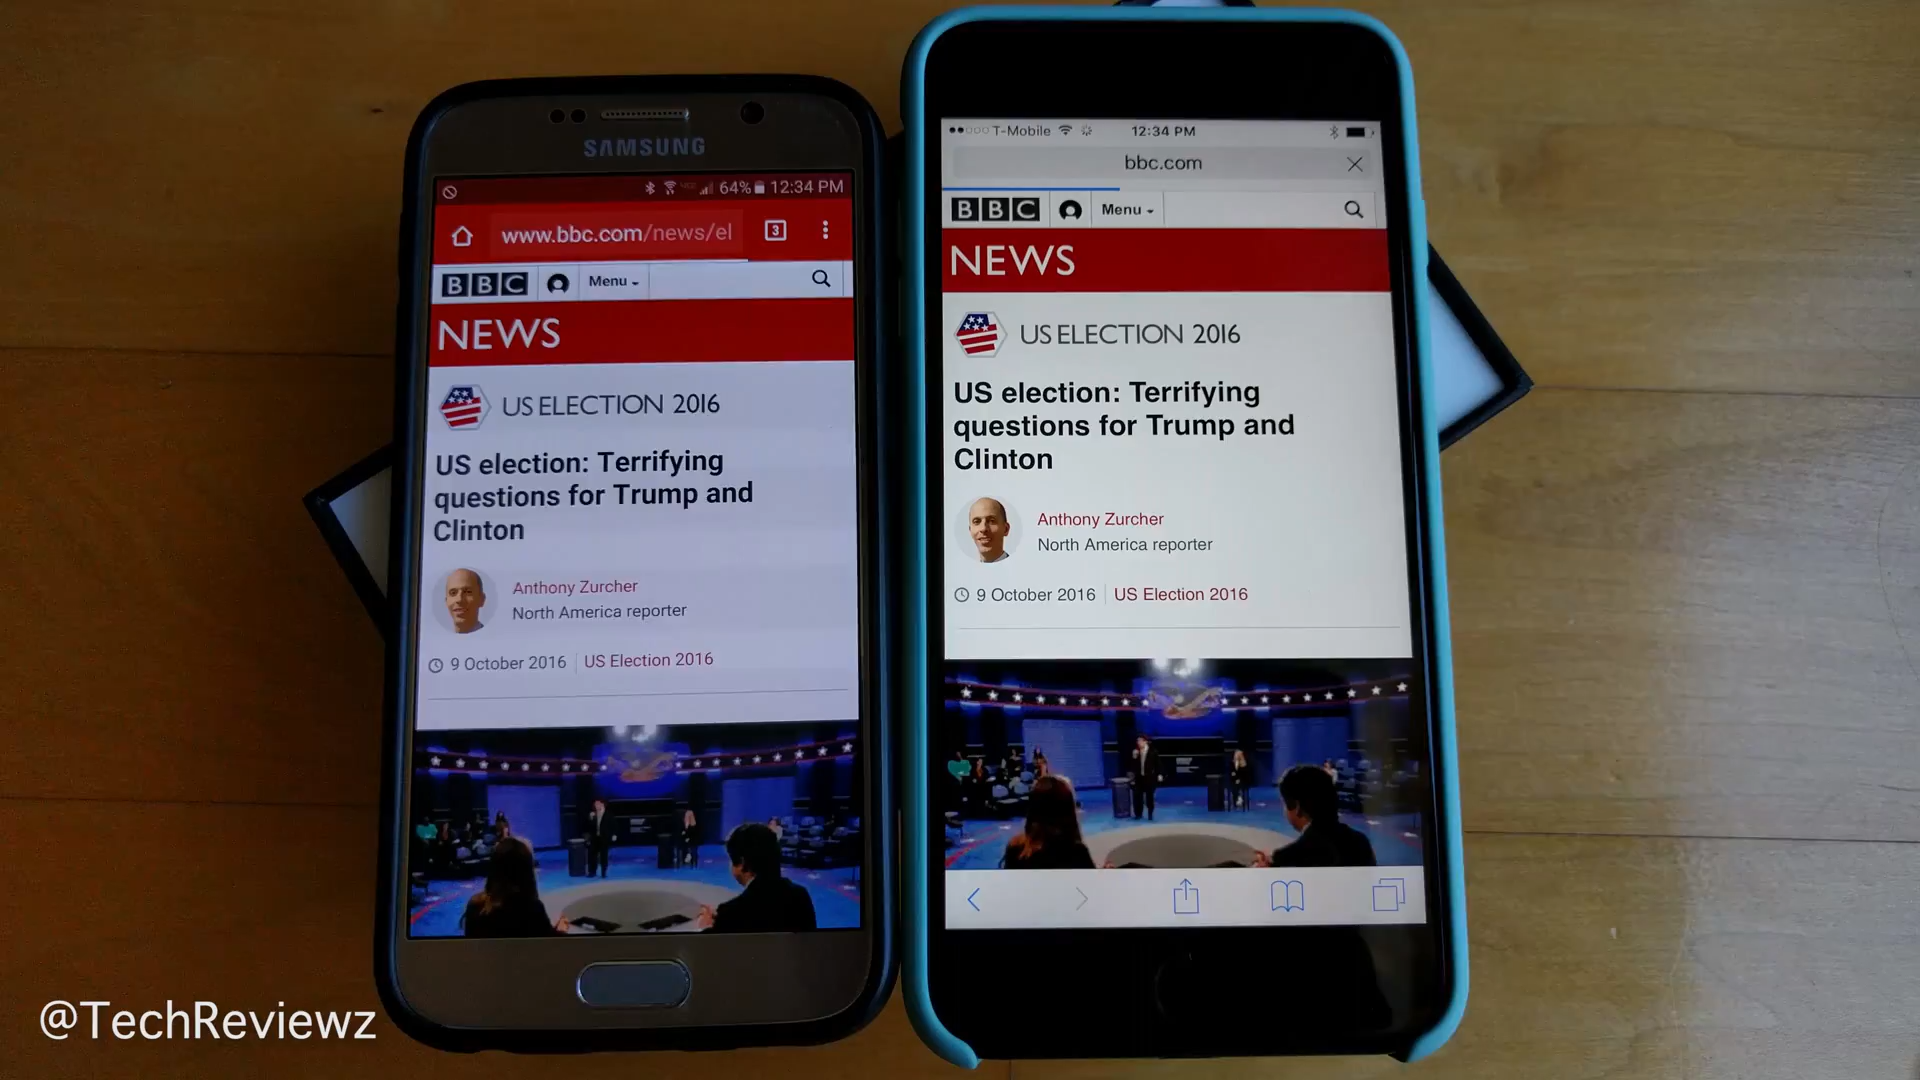 SAMSUNG
64% 12:34 PM
www.bbc.com/news/el
3
BBC
Menu
NEWS
US ELECTION 2016
US election: Terrifying
questions for Trump and
Clinton
Anthony Zurcher
North America reporter
9 October 2016 US Election 2016
T-Mobile 12:34 PM
bbc.com
BBC
Menu
NEWS
US ELECTION 2016
US election: Terrifying
questions for Trump and
Clinton
Anthony Zurcher
North America reporter
9 October 2016 US Election 2016
@TechReviewz